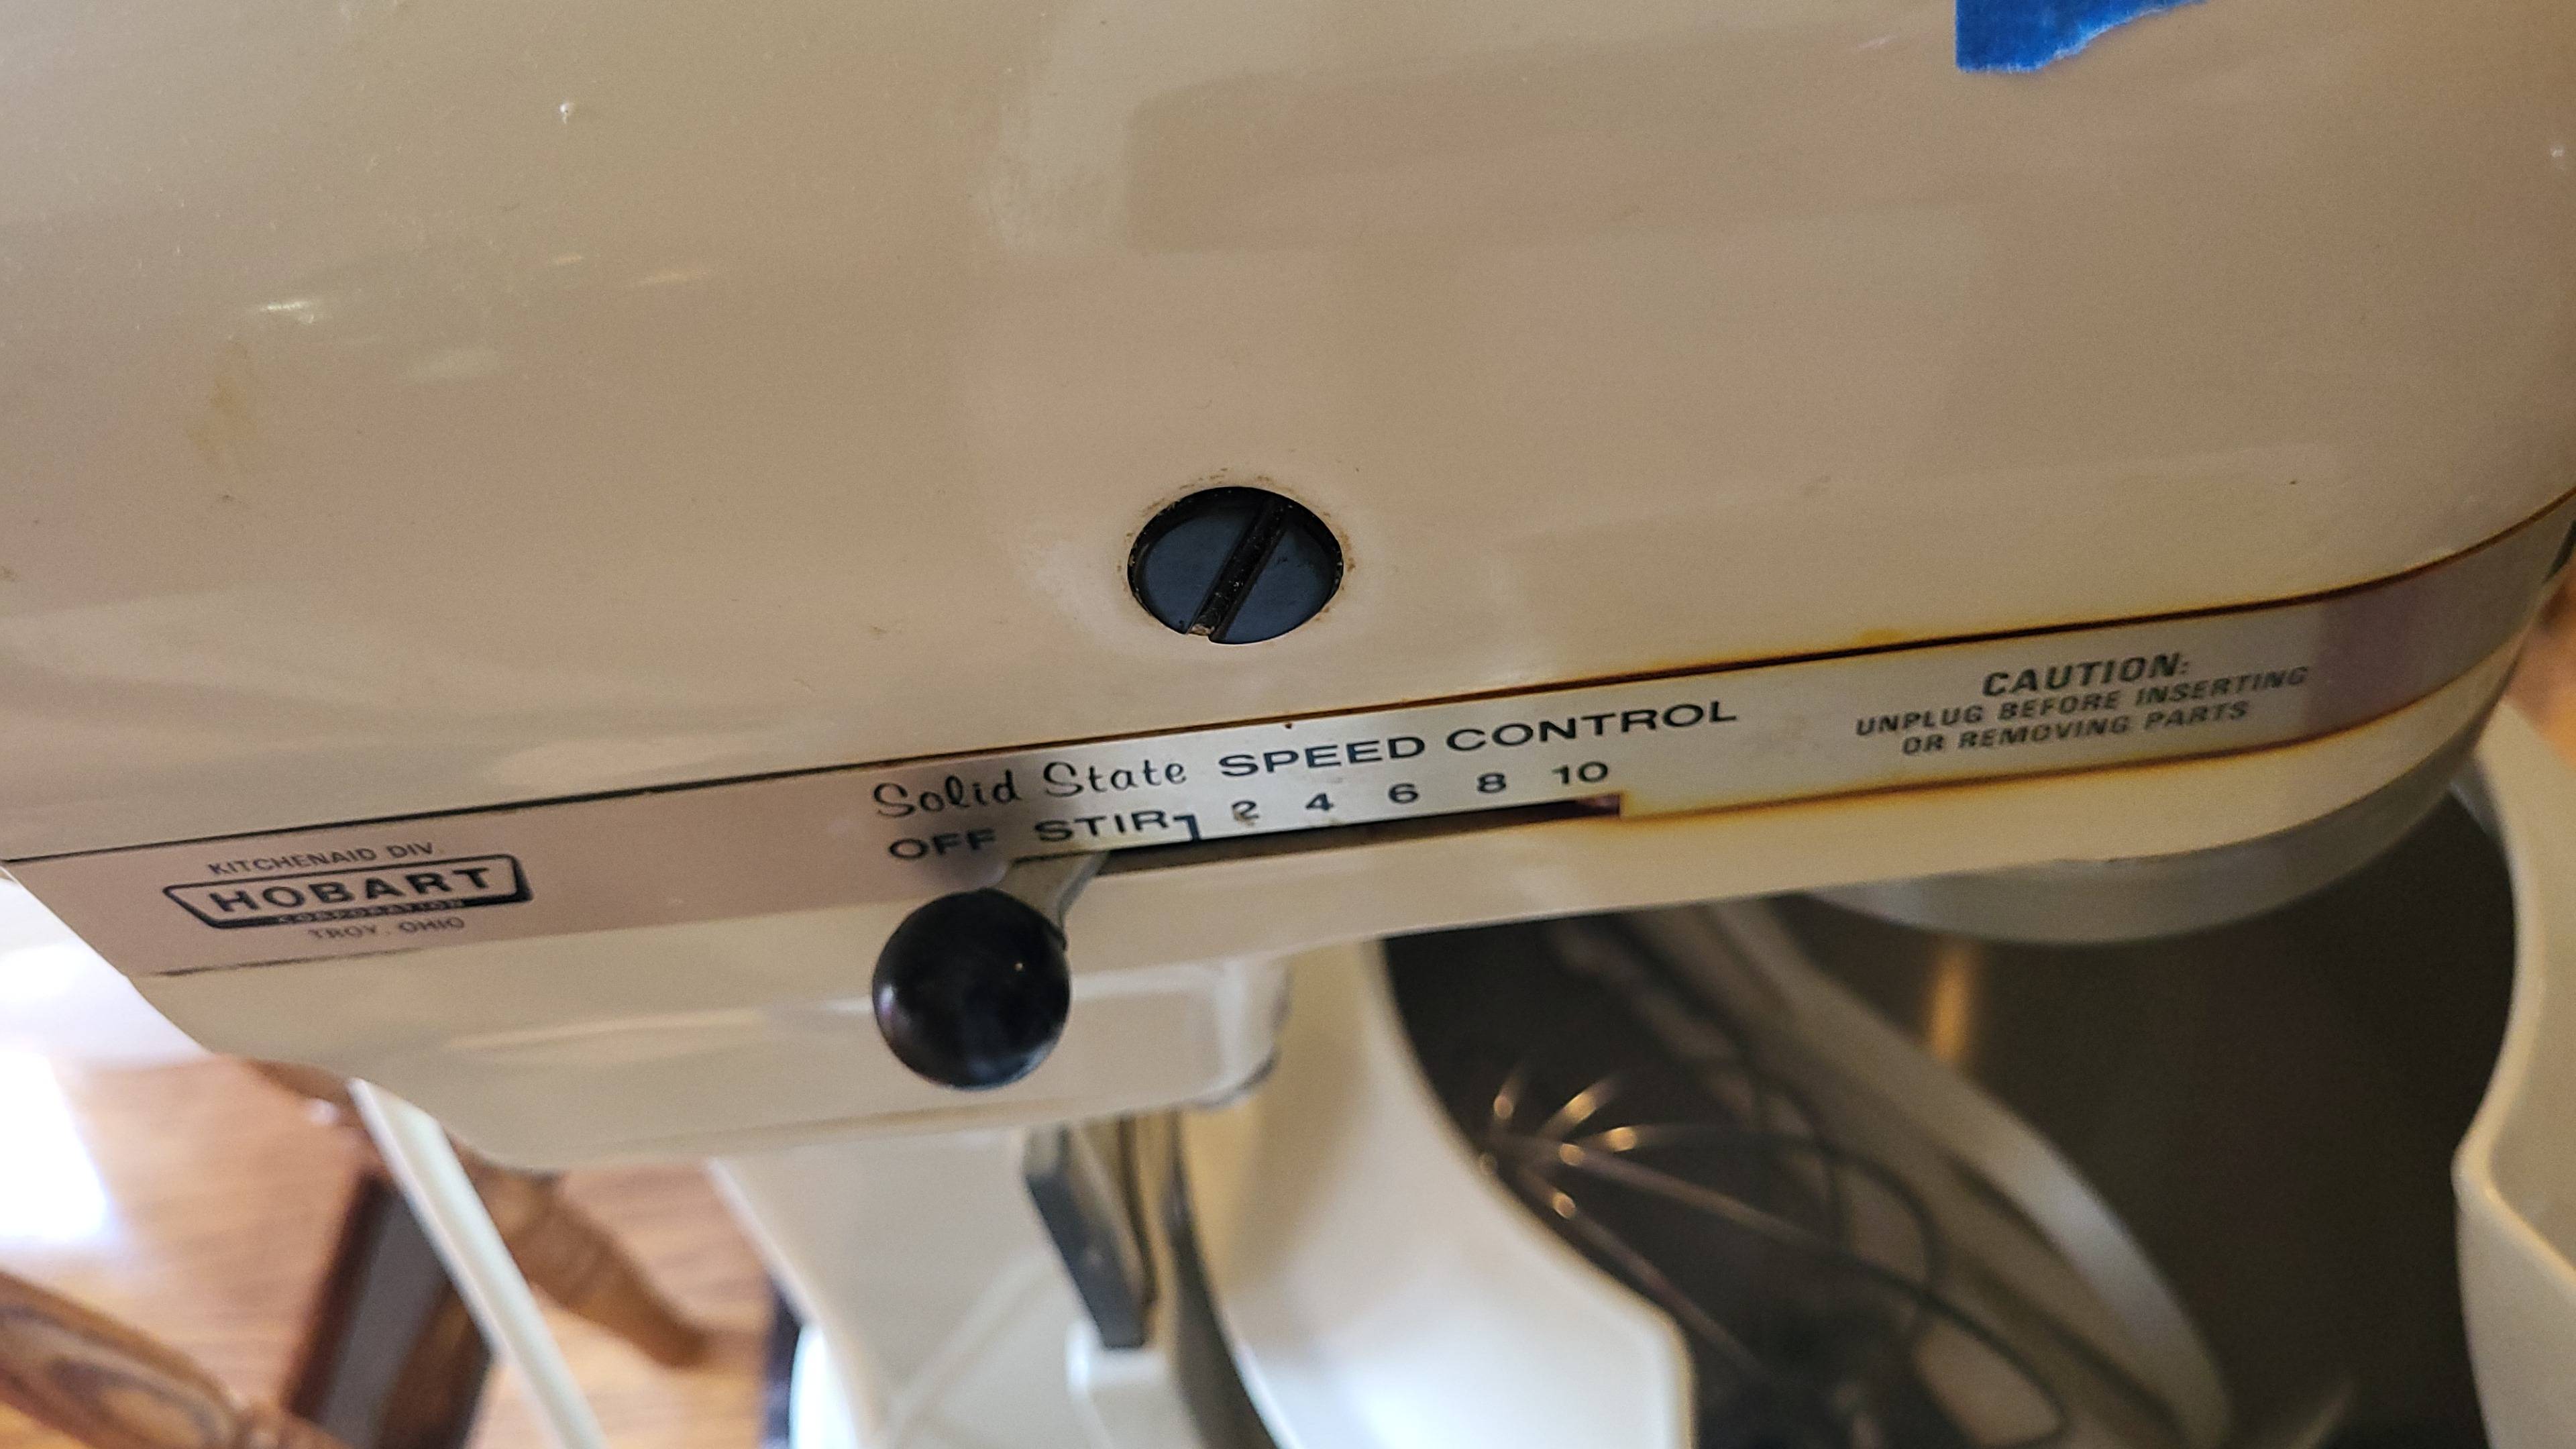 Solid State SPEED CONTROL
OFF STIR 2 4 6 8 10
CAUTION:
UNPLUG BEFORE INSERTING
OR REMOVING PARTS
KITCHENAID DIV.
HOBART
CORPORATION
TROY, OHIO